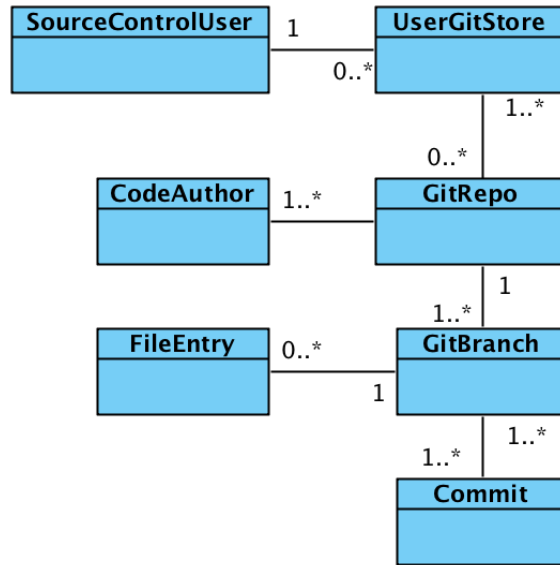 SourceControlUser
1
0..*
UserGitStore
1..*
0..*
CodeAuthor
1..*
GitRepo
1
1..*
FileEntry
0..*
1
GitBranch
1..*
1..*
Commit